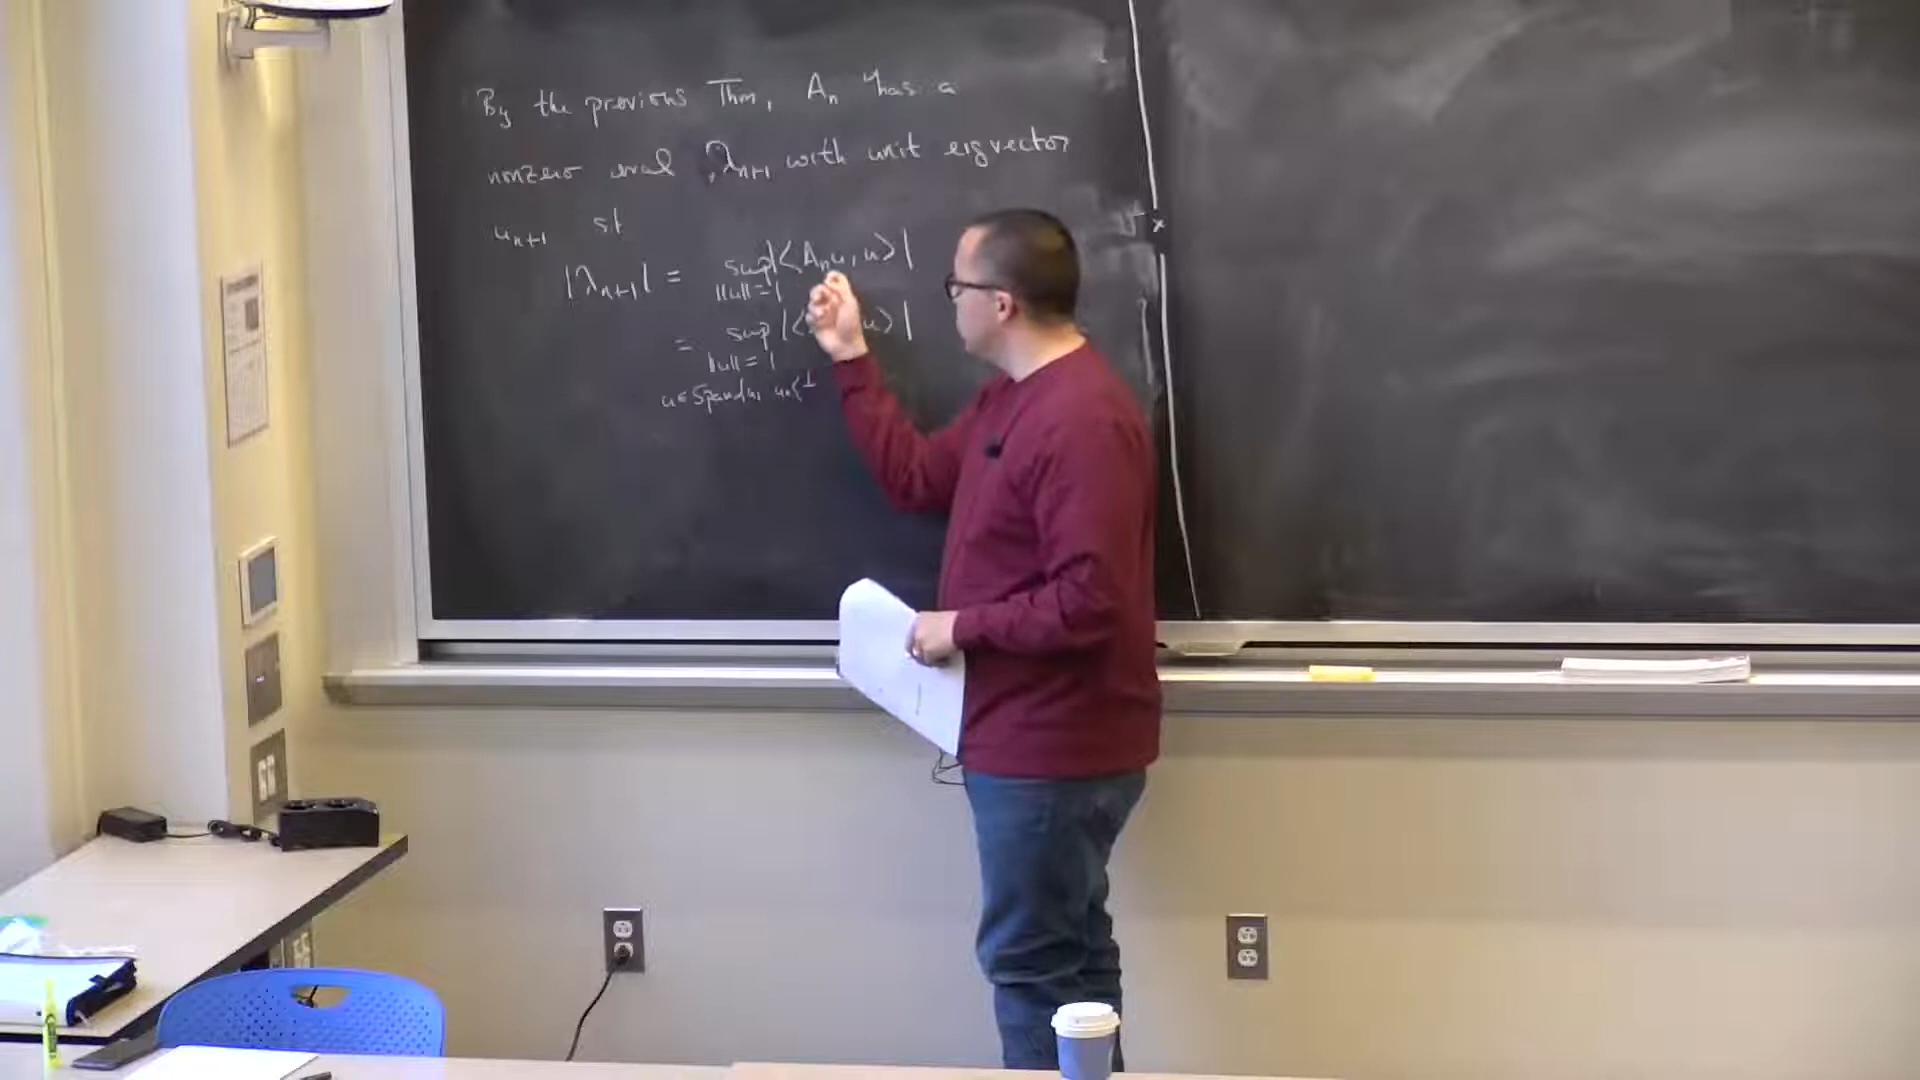 By the previous Thm, Aₙ has a
nonzero eval λₙ₊₁ with unit eigvector
uₙ₊₁ st
|λₙ₊₁| = sup |⟨Aₙu, u⟩|
||u||=1
= sup |⟨ u⟩|
||u||=1
u∈Span{u₁ uₙ}^⊥